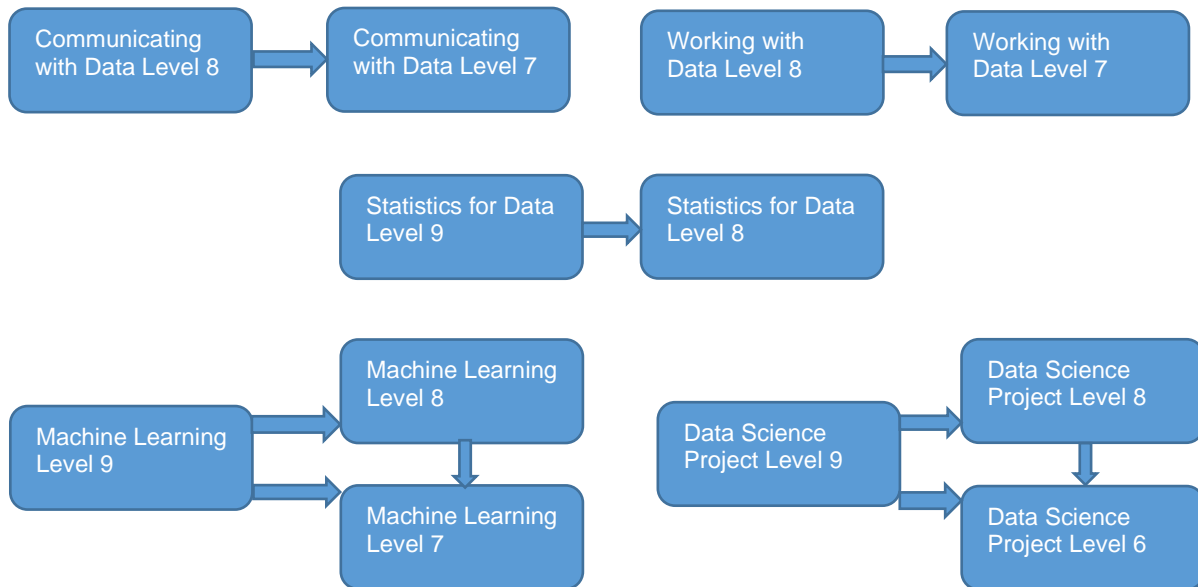 Communicating
with Data Level 8
Communicating
with Data Level 7
Working with
Data Level 8
Working with
Data Level 7
Statistics for Data
Level 9
Statistics for Data
Level 8
Machine Learning
Level 9
Machine Learning
Level 8
Machine Learning
Level 7
Data Science
Project Level 9
Data Science
Project Level 8
Data Science
Project Level 6